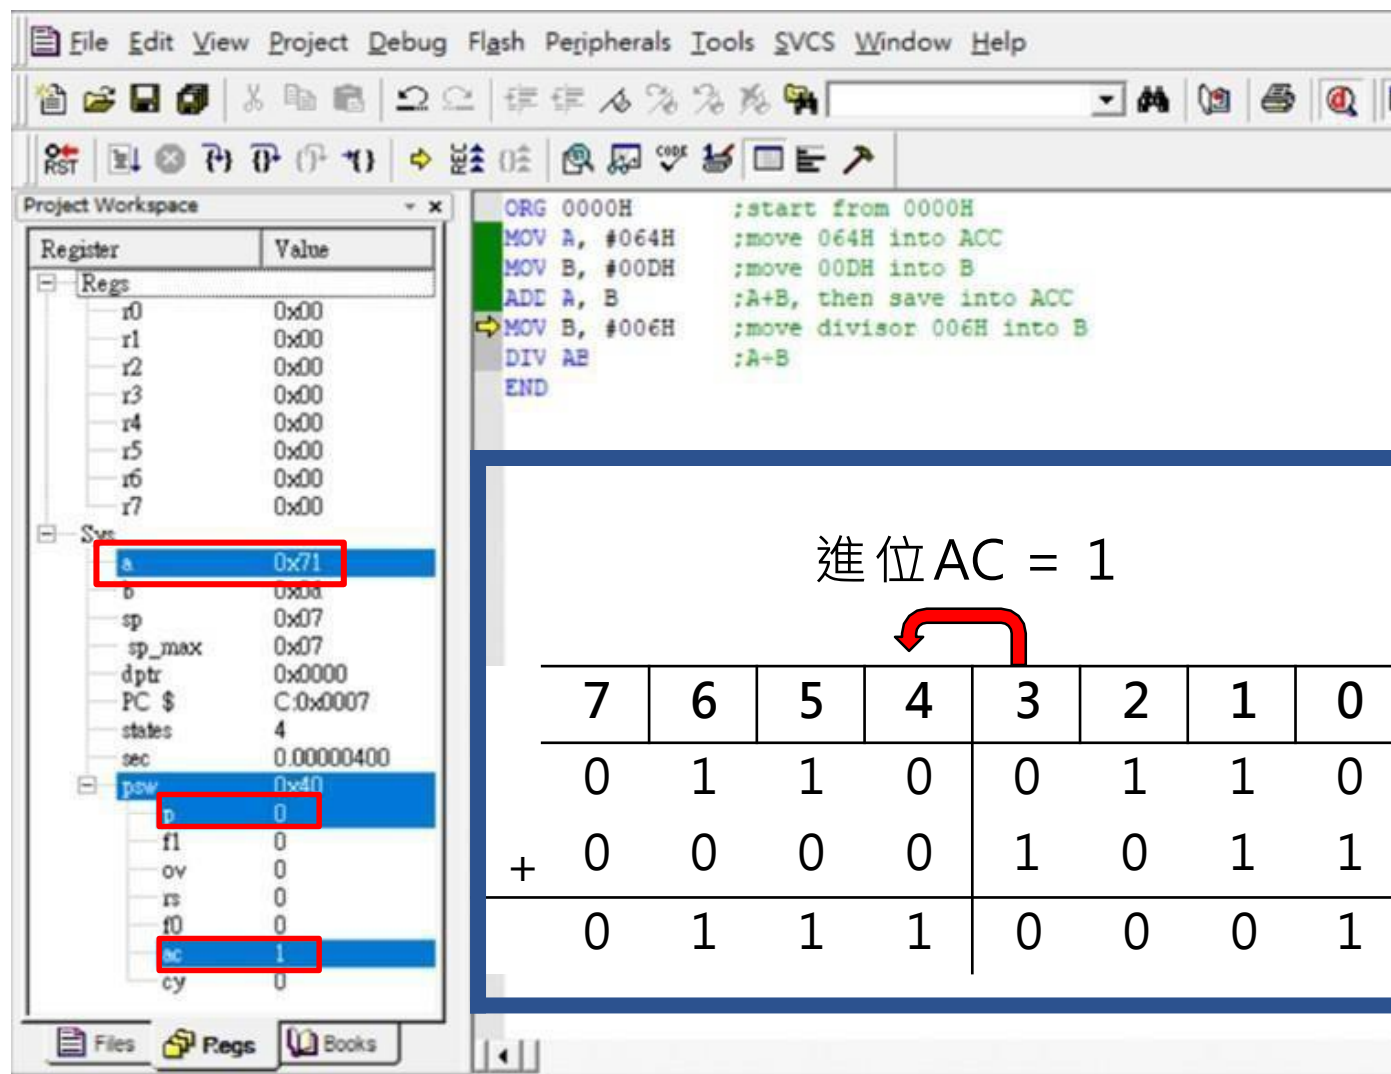 File Edit View Project Debug Flash Peripherals Tools SVCS Window Help
RST
REC
CODE
Project Workspace
Register Value
Regs
r0 0x00
r1 0x00
r2 0x00
r3 0x00
r4 0x00
r5 0x00
r6 0x00
r7 0x00
Sys
a 0x71
b 0x0d
sp 0x07
sp_max 0x07
dptr 0x0000
PC $ C:0x0007
states 4
sec 0.00000400
psw 0x40
p 0
f1 0
ov 0
rs 0
f0 0
ac 1
cy 0
Files Regs Books
ORG 0000H ;start from 0000H
MOV A, #064H ;move 064H into ACC
MOV B, #00DH ;move 00DH into B
ADD A, B ;A+B, then save into ACC
MOV B, #006H ;move divisor 006H into B
DIV AB ;A÷B
END
進位AC = 1
7 6 5 4 3 2 1 0
0 1 1 0 0 1 1 0
+ 0 0 0 0 1 0 1 1
0 1 1 1 0 0 0 1